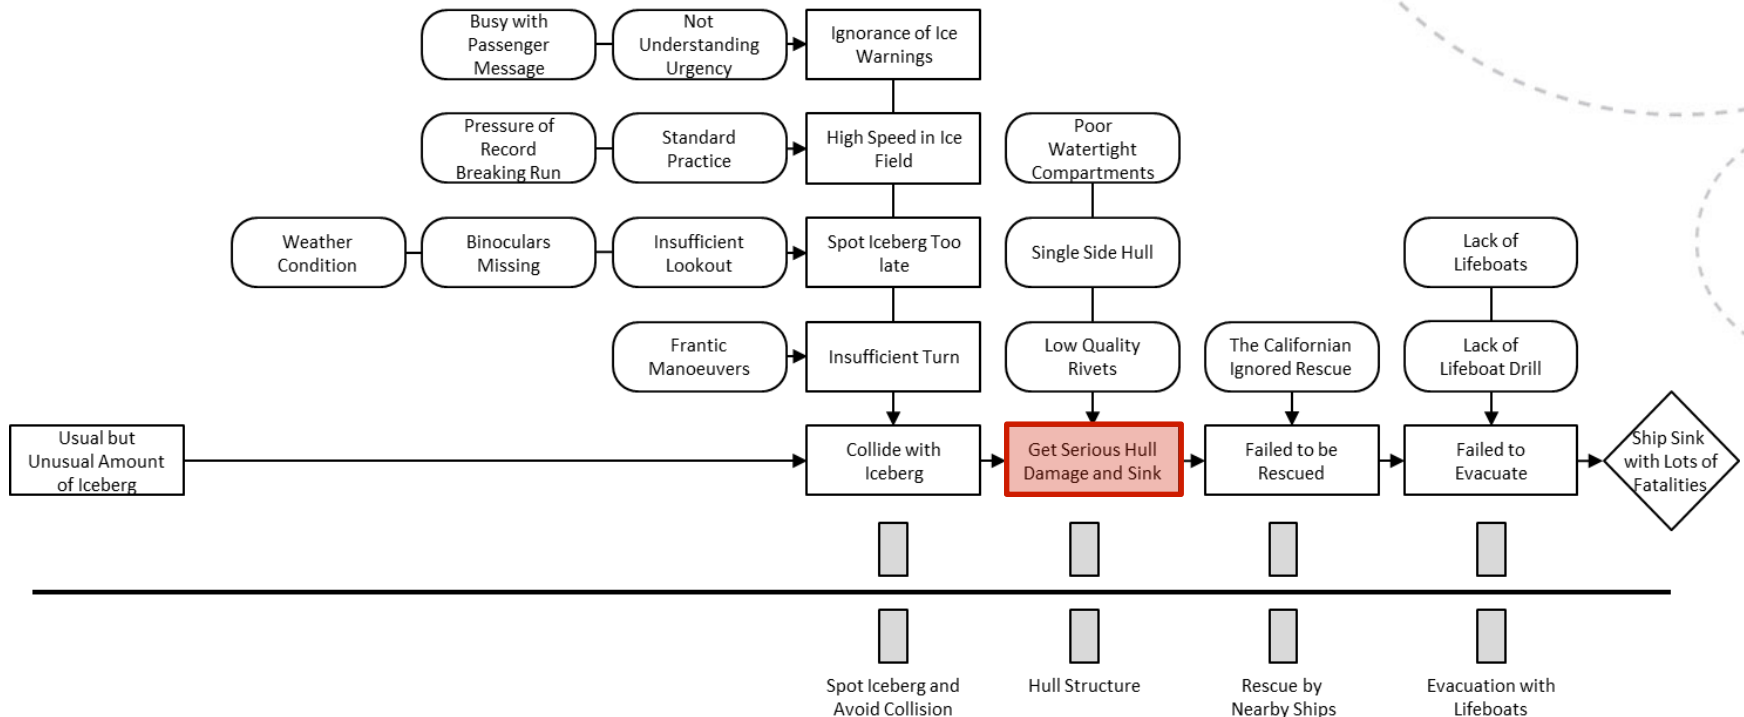 Busy with
Passenger
Message
Not
Understanding
Urgency
Ignorance of Ice
Warnings
Pressure of
Record
Breaking Run
Standard
Practice
High Speed in Ice
Field
Poor
Watertight
Compartments
Weather
Condition
Binoculars
Missing
Insufficient
Lookout
Spot Iceberg Too
late
Single Side Hull
Lack of
Lifeboats
Frantic
Manoeuvers
Insufficient Turn
Low Quality
Rivets
The Californian
Ignored Rescue
Lack of
Lifeboat Drill
Usual but
Unusual Amount
of Iceberg
Collide with
Iceberg
Get Serious Hull
Damage and Sink
Failed to be
Rescued
Failed to
Evacuate
Ship Sink
with Lots of
Fatalities
Spot Iceberg and
Avoid Collision
Hull Structure
Rescue by
Nearby Ships
Evacuation with
Lifeboats